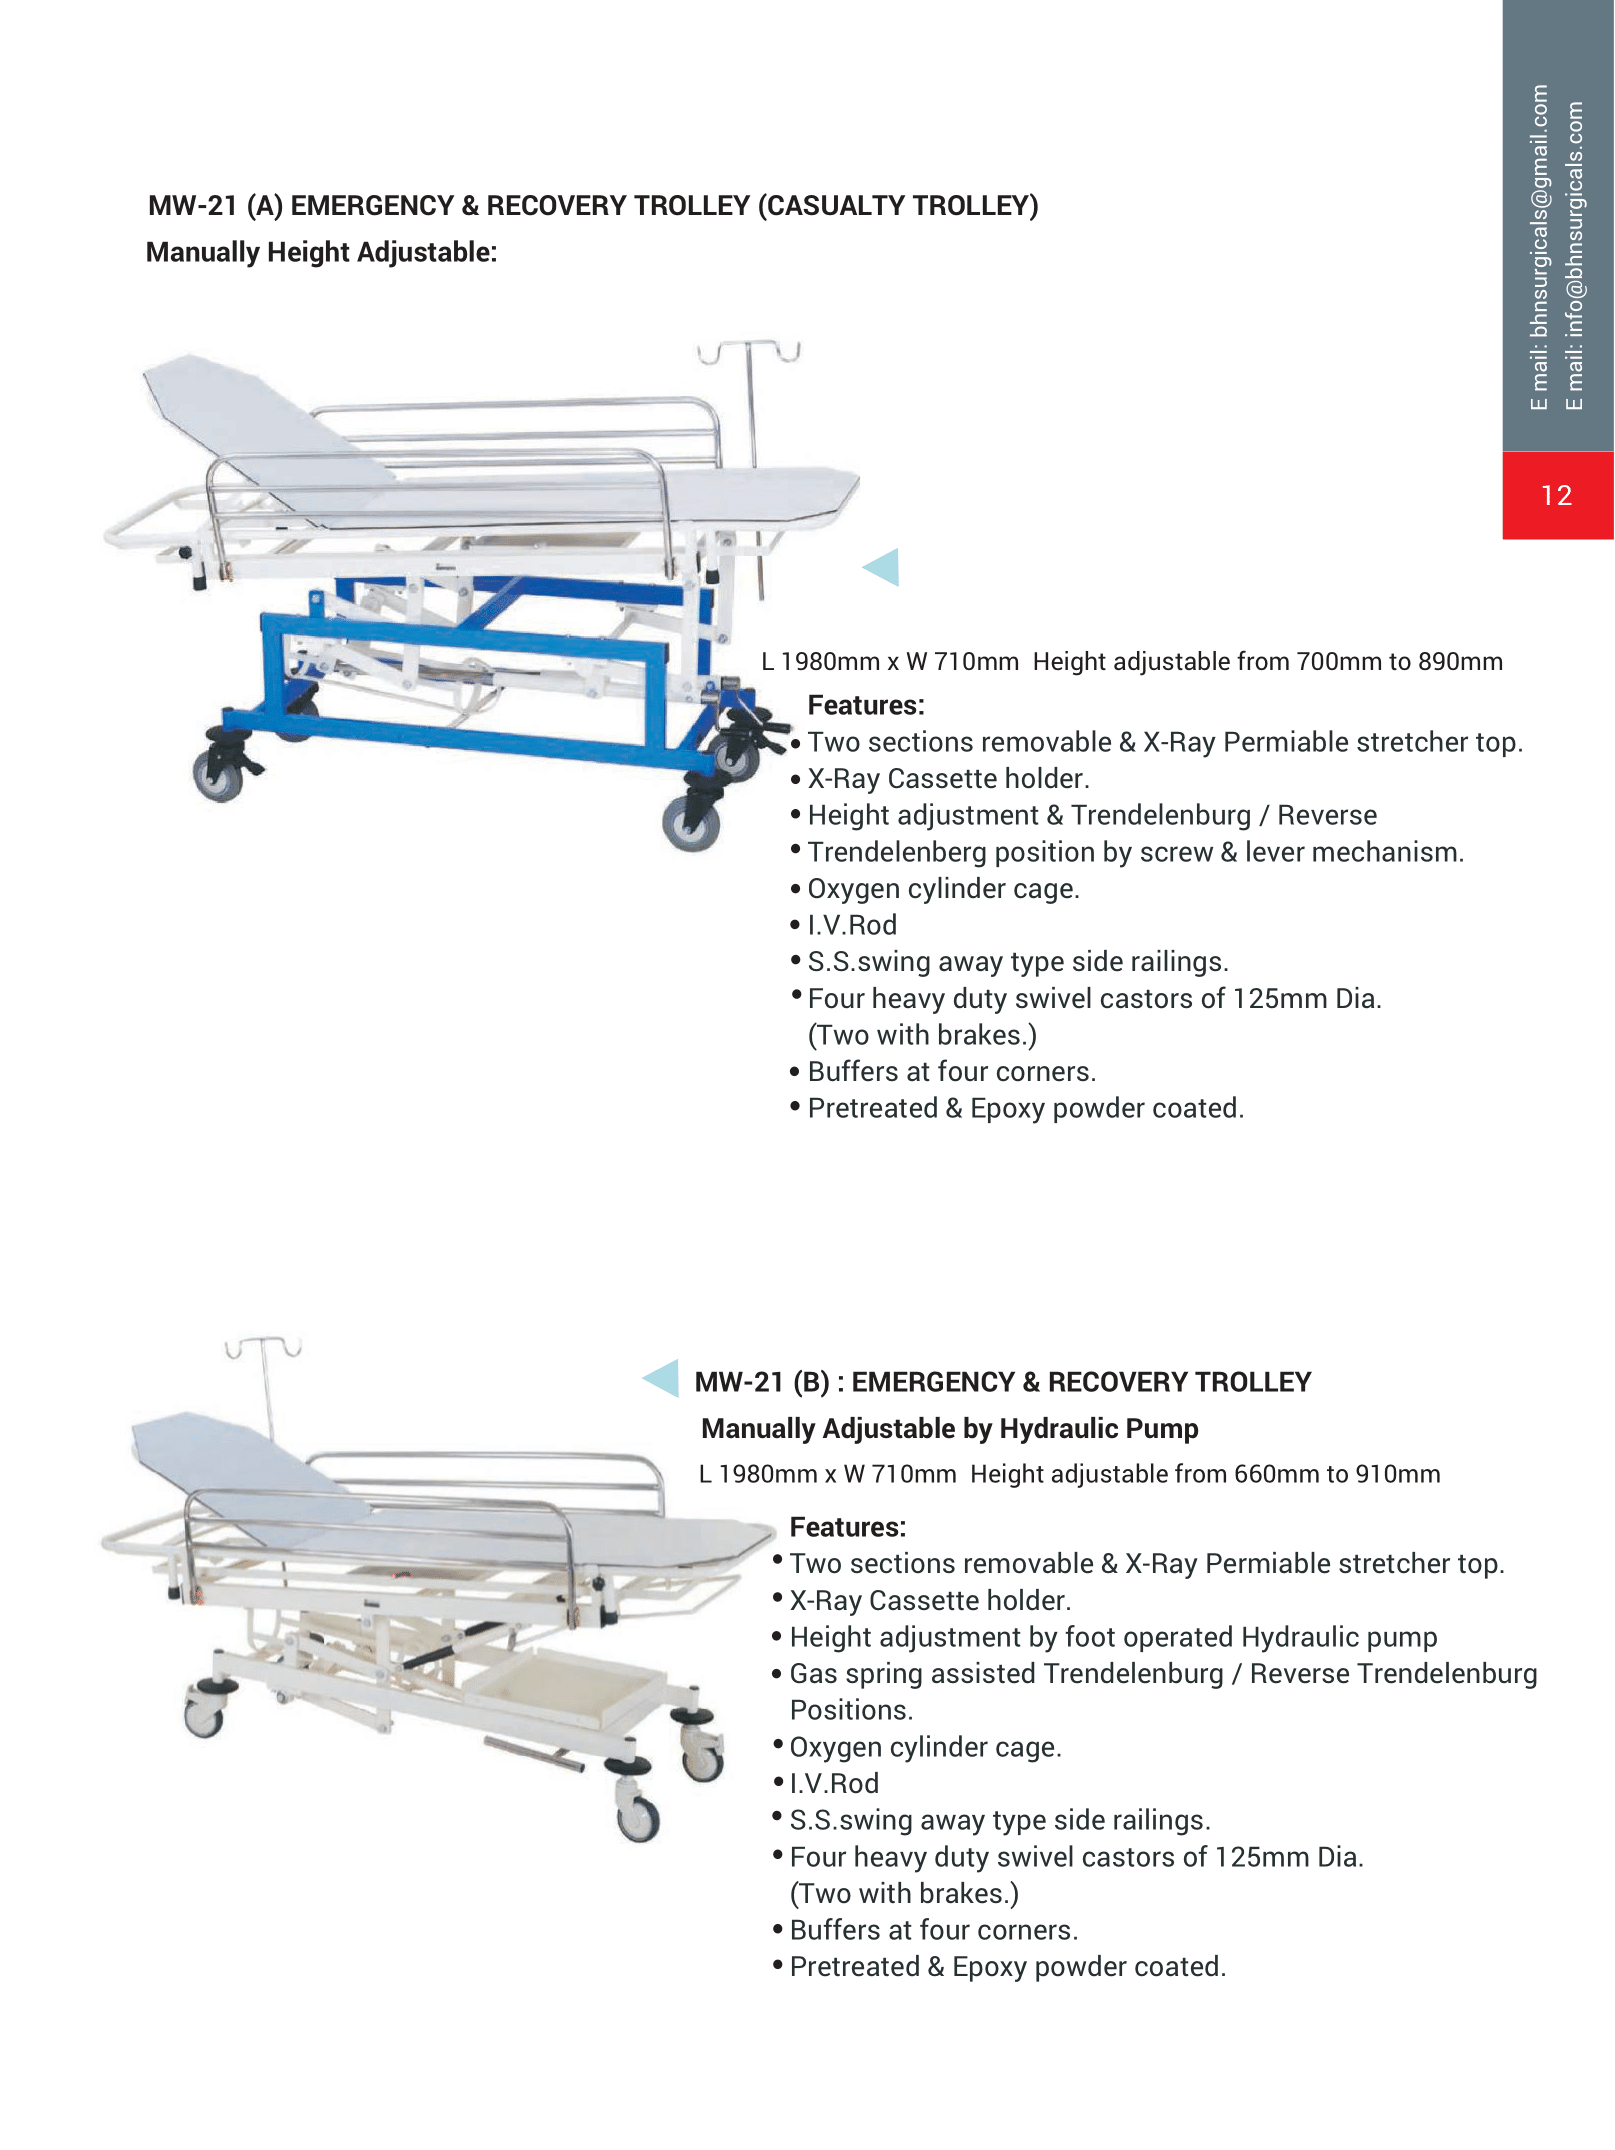 E mail: bhnsurgicals@gmail.com
E mail: info@bhnsurgicals.com
12
MW-21 (A) EMERGENCY & RECOVERY TROLLEY (CASUALTY TROLLEY)
Manually Height Adjustable:
L 1980mm x W 710mm  Height adjustable from 700mm to 890mm
Features:
• Two sections removable & X-Ray Permiable stretcher top.
• X-Ray Cassette holder.
• Height adjustment & Trendelenburg / Reverse
• Trendelenberg position by screw & lever mechanism.
• Oxygen cylinder cage.
• I.V.Rod
• S.S.swing away type side railings.
• Four heavy duty swivel castors of 125mm Dia.
(Two with brakes.)
• Buffers at four corners.
• Pretreated & Epoxy powder coated.
MW-21 (B) : EMERGENCY & RECOVERY TROLLEY
Manually Adjustable by Hydraulic Pump
L 1980mm x W 710mm  Height adjustable from 660mm to 910mm
Features:
• Two sections removable & X-Ray Permiable stretcher top.
• X-Ray Cassette holder.
• Height adjustment by foot operated Hydraulic pump
• Gas spring assisted Trendelenburg / Reverse Trendelenburg
Positions.
• Oxygen cylinder cage.
• I.V.Rod
• S.S.swing away type side railings.
• Four heavy duty swivel castors of 125mm Dia.
(Two with brakes.)
• Buffers at four corners.
• Pretreated & Epoxy powder coated.